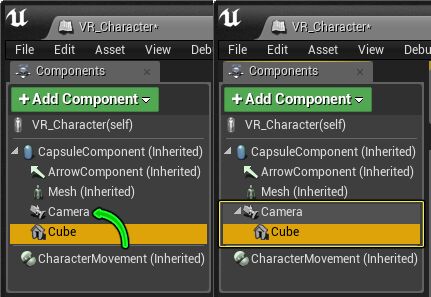 VR_Character*
File Edit Asset View Debu
Components
+Add Component
VR_Character(self)
CapsuleComponent (Inherited)
ArrowComponent (Inherited)
Mesh (Inherited)
Camera
Cube
CharacterMovement (Inherited)
VR_Character*
File Edit Asset View De
Components
+Add Component
VR_Character(self)
CapsuleComponent (Inherited)
ArrowComponent (Inherited)
Mesh (Inherited)
Camera
Cube
CharacterMovement (Inherited)